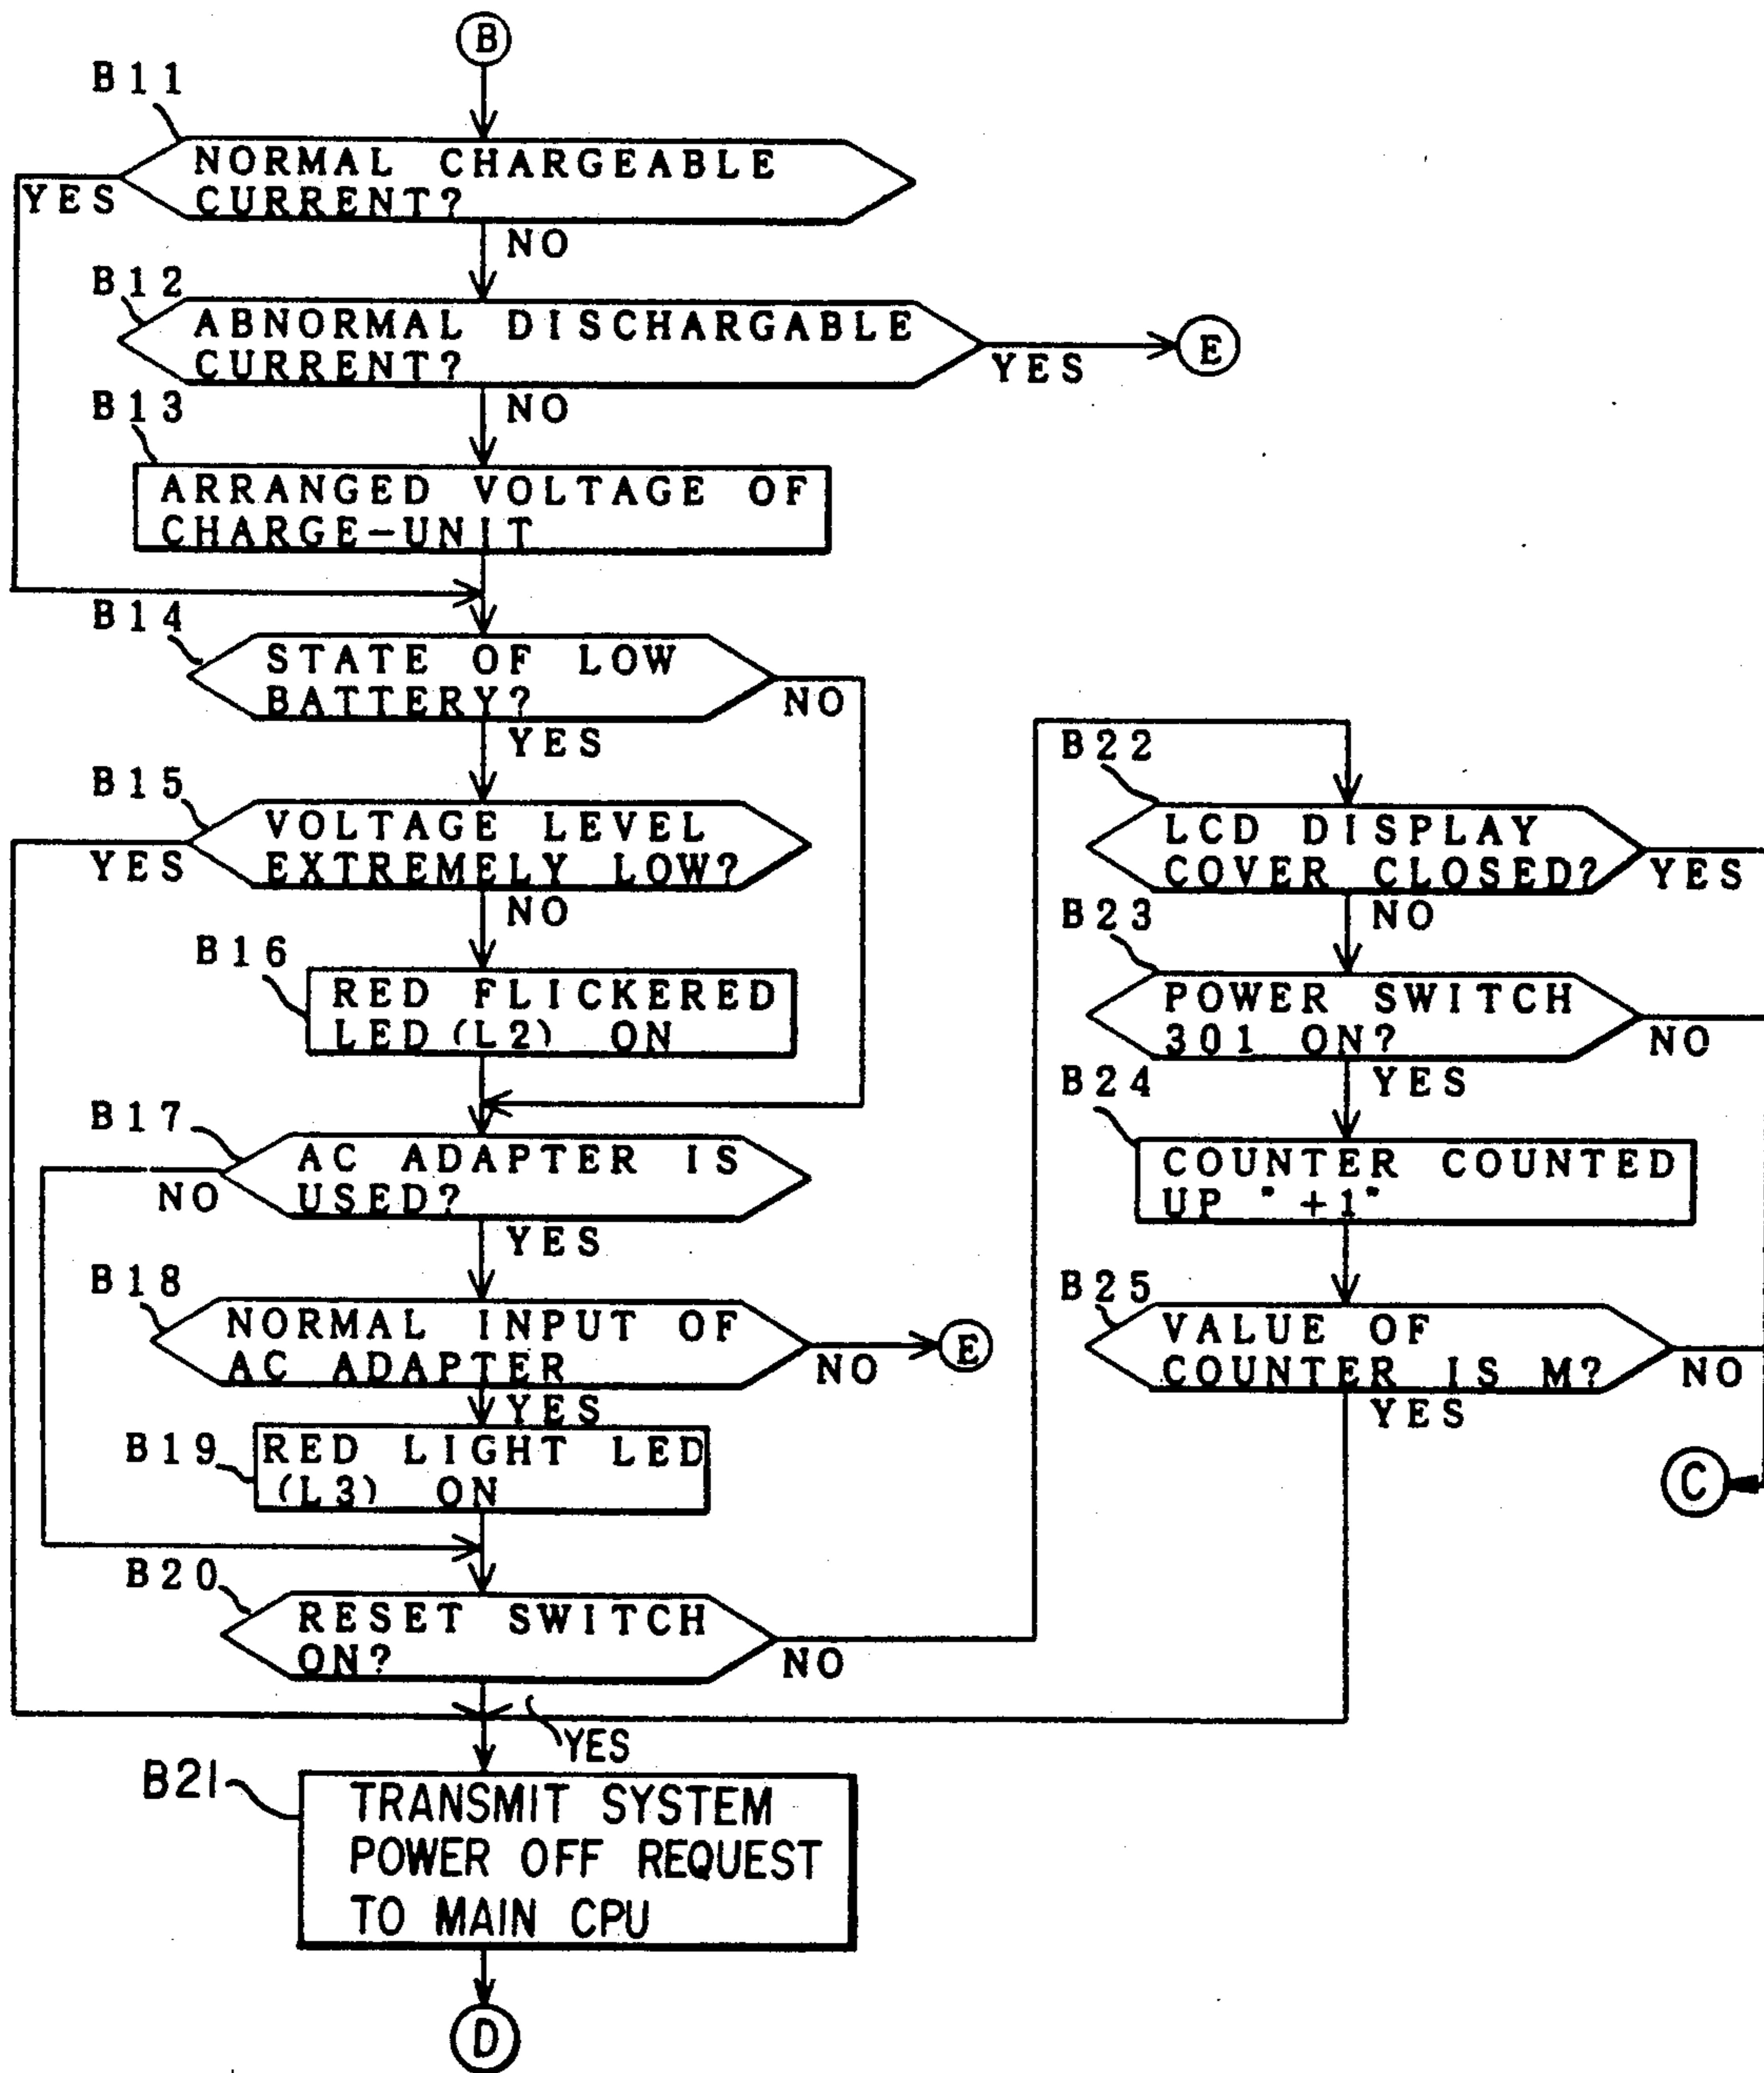 B
B11
NORMAL CHARGEABLE
CURRENT?
YES
NO
B12
ABNORMAL DISCHARGABLE
CURRENT?
YES
E
NO
B13
ARRANGED VOLTAGE OF
CHARGE-UNIT
B14
STATE OF LOW
BATTERY?
NO
YES
B15
VOLTAGE LEVEL
EXTREMELY LOW?
YES
NO
B16
RED FLICKERED
LED (L2) ON
B17
AC ADAPTER IS
USED?
NO
YES
B18
NORMAL INPUT OF
AC ADAPTER
NO
E
YES
B19
RED LIGHT LED
(L3) ON
B20
RESET SWITCH
ON?
NO
YES
B21
TRANSMIT SYSTEM
POWER OFF REQUEST
TO MAIN CPU
D
B22
LCD DISPLAY
COVER CLOSED?
YES
NO
B23
POWER SWITCH
301 ON?
NO
YES
B24
COUNTER COUNTED
UP "+1"
B25
VALUE OF
COUNTER IS M?
NO
YES
C